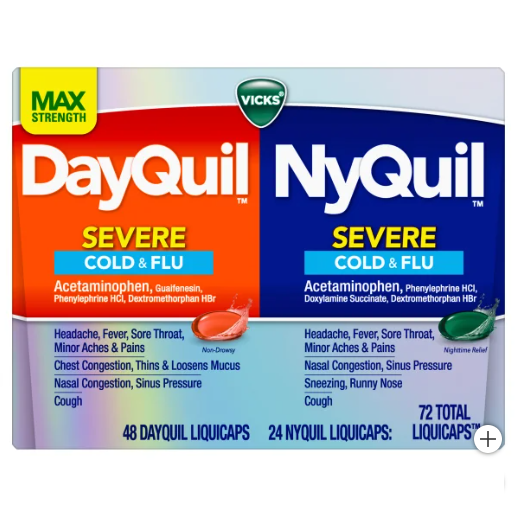 MAX
STRENGTH
VICKS®
DayQuil™
SEVERE
COLD & FLU
Acetaminophen, Guaifenesin,
Phenylephrine HCl, Dextromethorphan HBr
Headache, Fever, Sore Throat,
Minor Aches & Pains
Chest Congestion, Thins & Loosens Mucus
Nasal Congestion, Sinus Pressure
Cough
Non-Drowsy
48 DAYQUIL LIQUICAPS
NyQuil™
SEVERE
COLD & FLU
Acetaminophen, Phenylephrine HCl,
Doxylamine Succinate, Dextromethorphan HBr
Headache, Fever, Sore Throat,
Minor Aches & Pains
Nasal Congestion, Sinus Pressure
Sneezing, Runny Nose
Cough
Nighttime Relief
24 NYQUIL LIQUICAPS:
72 TOTAL
LIQUICAPS™